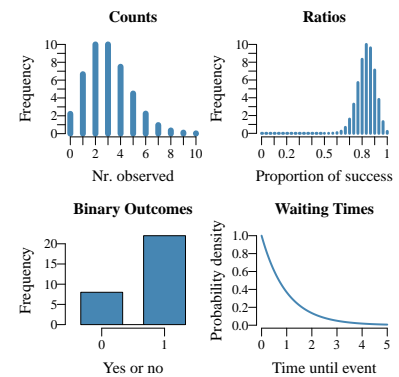 Counts
Frequency
10
8
6
4
2
0
0 2 4 6 8 10
Nr. observed
Ratios
Frequency
10
8
6
4
2
0
0 0.2 0.5 0.8 1
Proportion of success
Binary Outcomes
Frequency
20
15
10
5
0
0 1
Yes or no
Waiting Times
Probability density
1.0
0.8
0.6
0.4
0.2
0.0
0 1 2 3 4 5
Time until event